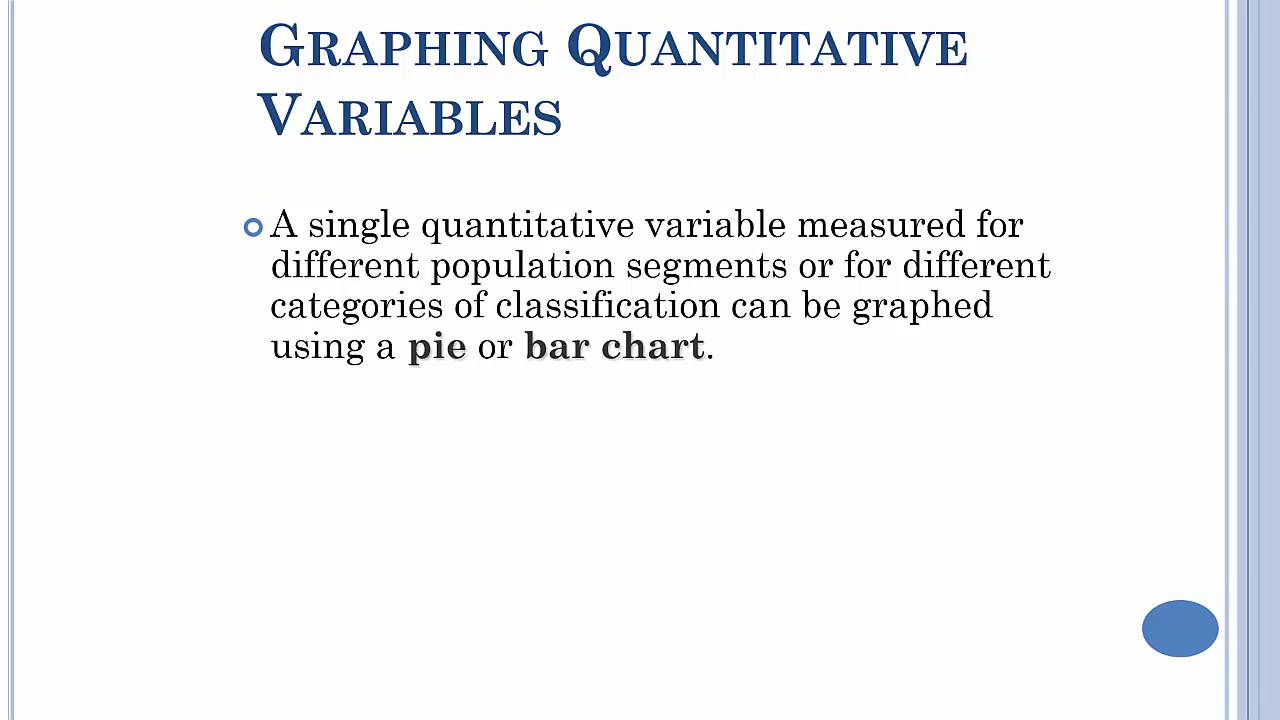 GRAPHING QUANTITATIVE
VARIABLES
A single quantitative variable measured for
different population segments or for different
categories of classification can be graphed
using a pie or bar chart.